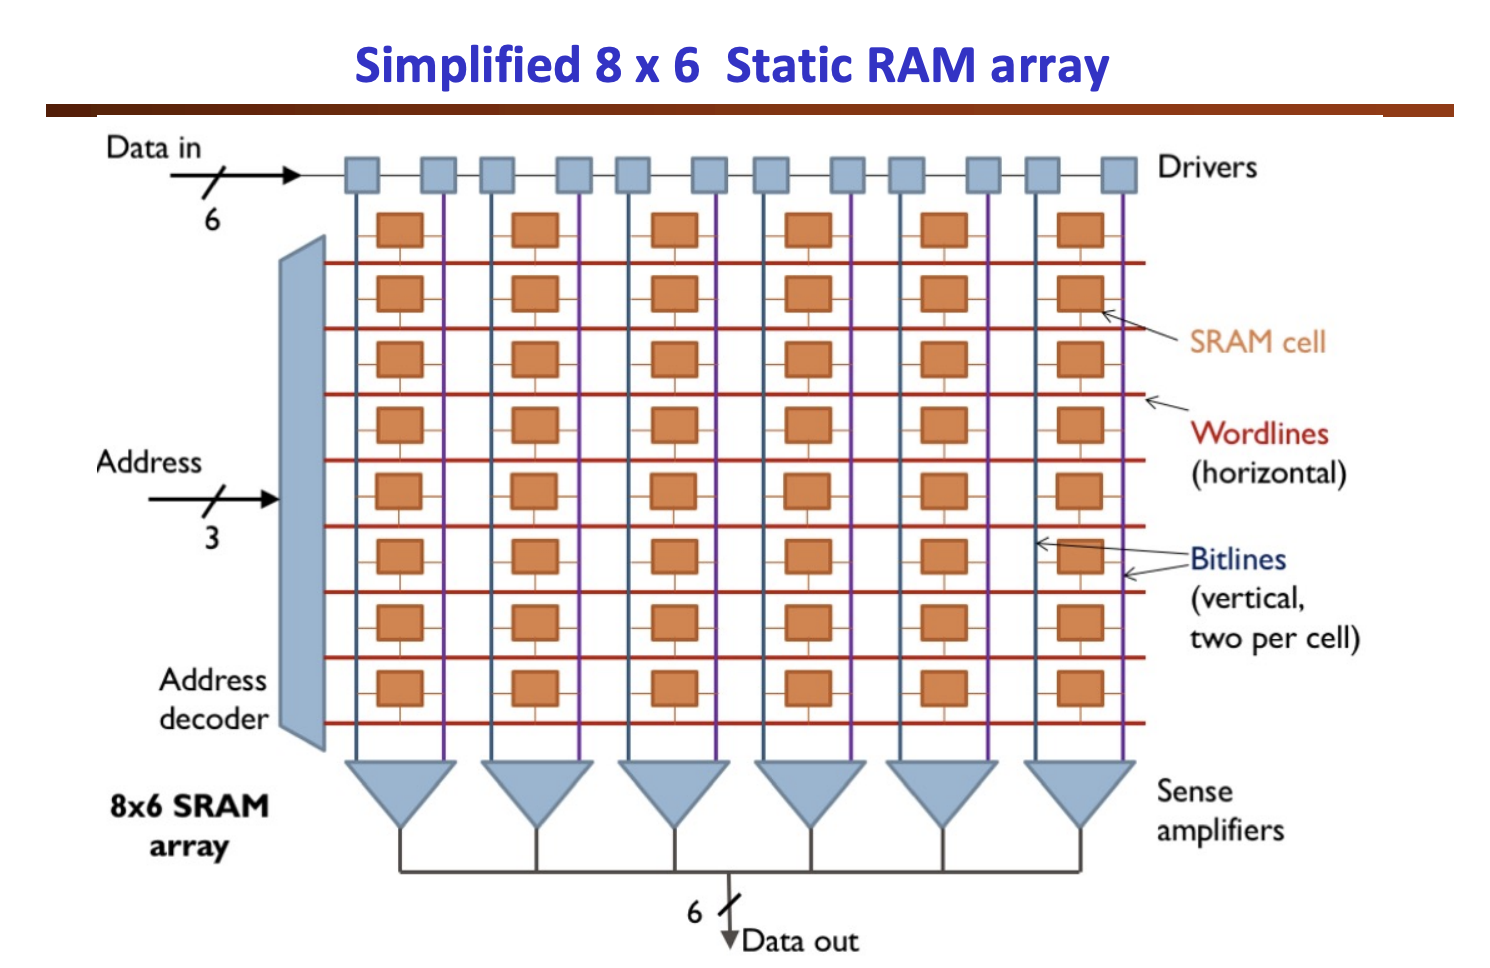 Simplified 8 x 6 Static RAM array
Data in
6
Drivers
SRAM cell
Wordlines
(horizontal)
Address
3
Bitlines
(vertical,
two per cell)
Address
decoder
8x6 SRAM
array
Sense
amplifiers
6
Data out